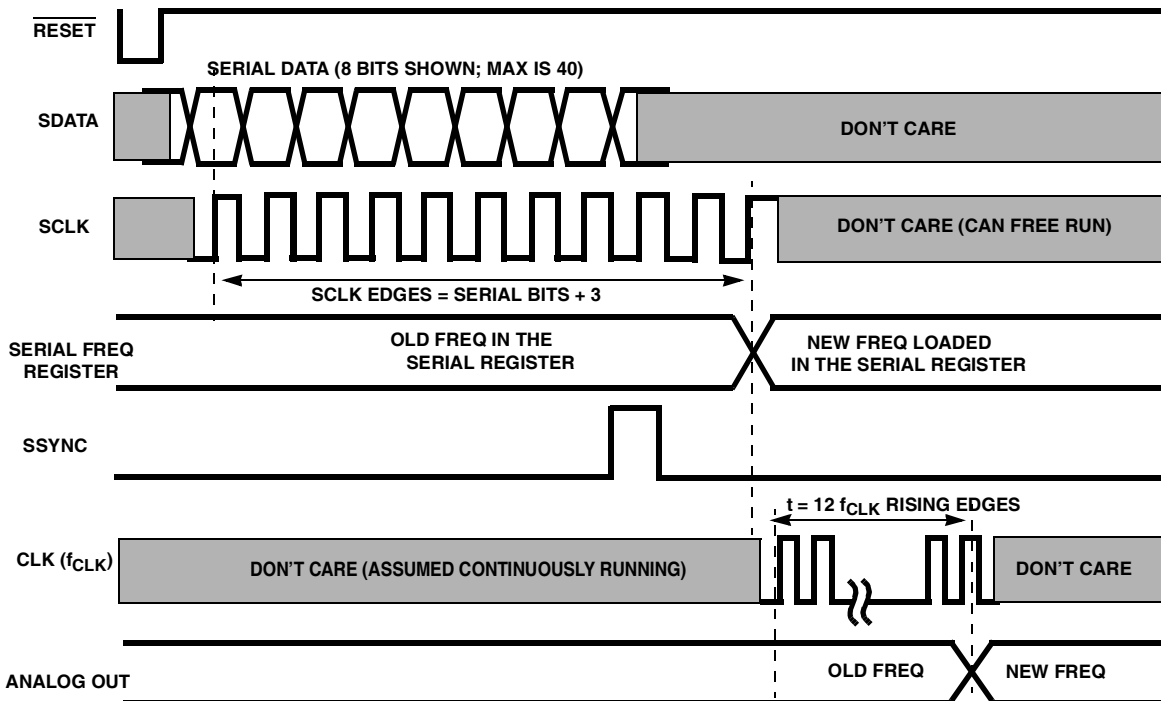 RESET
SERIAL DATA (8 BITS SHOWN; MAX IS 40)
SDATA
DON'T CARE
SCLK
DON'T CARE (CAN FREE RUN)
SCLK EDGES = SERIAL BITS + 3
SERIAL FREQ
REGISTER
OLD FREQ IN THE
SERIAL REGISTER
NEW FREQ LOADED
IN THE SERIAL REGISTER
SSYNC
t = 12 fCLK RISING EDGES
CLK (fCLK)
DON'T CARE (ASSUMED CONTINUOUSLY RUNNING)
DON'T CARE
ANALOG OUT
OLD FREQ
NEW FREQ